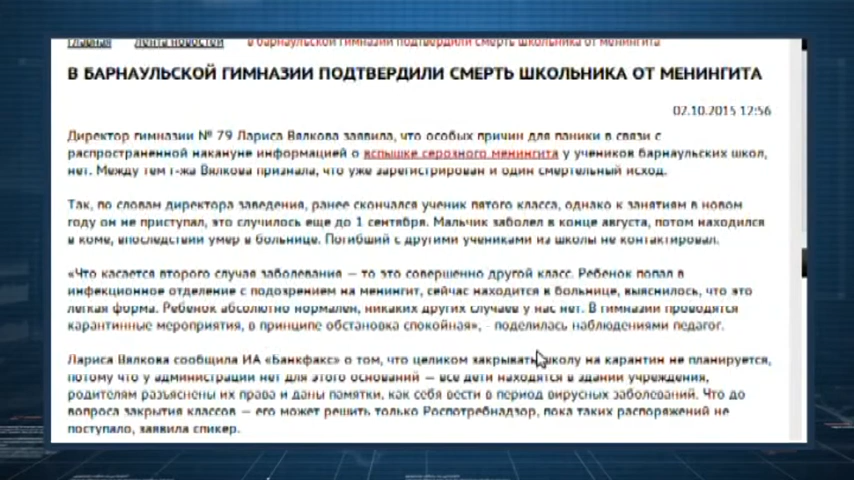 Главная Лента новостей В барнаульской гимназии подтвердили смерть школьника от менингита
В БАРНАУЛЬСКОЙ ГИМНАЗИИ ПОДТВЕРДИЛИ СМЕРТЬ ШКОЛЬНИКА ОТ МЕНИНГИТА
02.10.2015 12:56
Директор гимназии № 79 Лариса Вялкова заявила, что особых причин для паники в связи с
распространенной накануне информацией о вспышке серозного менингита у учеников барнаульских школ,
нет. Между тем г-жа Вялкова признала, что уже зарегистрирован и один смертельный исход.
Так, по словам директора заведения, ранее скончался ученик пятого класса, однако к занятиям в новом
году он не приступал, это случилось еще до 1 сентября. Мальчик заболел в конце августа, потом находился
в коме, впоследствии умер в больнице. Погибший с другими учениками из школы не контактировал.
«Что касается второго случая заболевания – то это совершенно другой класс. Ребенок попал в
инфекционное отделение с подозрением на менингит, сейчас находится в больнице, выяснилось, что это
легкая форма. Ребенок абсолютно нормален, никаких других случаев у нас нет. В гимназии проводятся
карантинные мероприятия, в принципе обстановка спокойная», - поделилась наблюдениями педагог.
Лариса Вялкова сообщила ИА «Банкфакс» о том, что целиком закрывать школу на карантин не планируется,
потому что у администрации нет для этого оснований – все дети находятся в здании учреждения,
родителям разъяснены их права и даны памятки, как себя вести в период вирусных заболеваний. Что до
вопроса закрытия классов – его может решить только Роспотребнадзор, пока таких распоряжений не
поступало, заявила спикер.